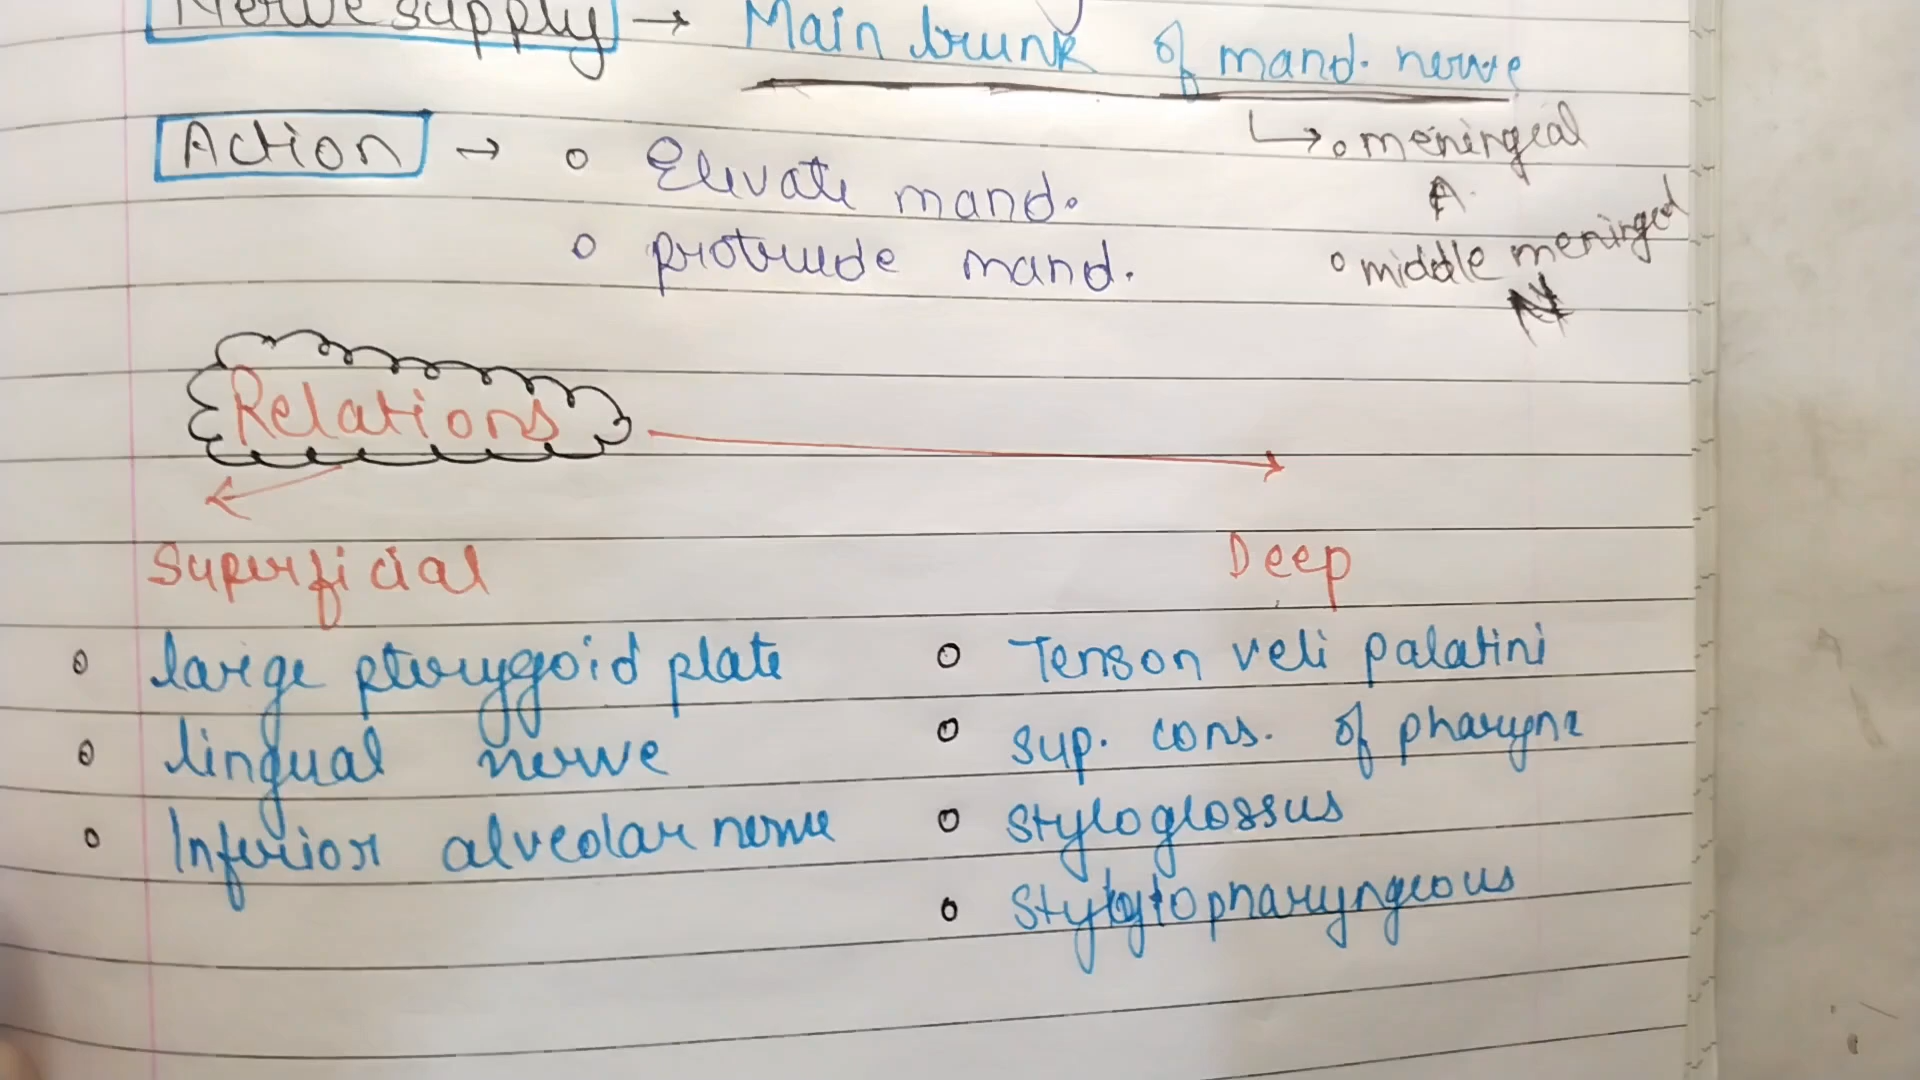 Nerve supply → Main trunk of mand. nerve
Action → o Elevate mand.
↳ o meningeal
A.
o protrude mand.
o middle meningeal
N
Relations
Superficial
Deep
o large pterygoid plate
o Tenson veli palatini
o lingual nerve
o sup. cons. of pharynx
o Inferior alveolar nerve
o styloglossus